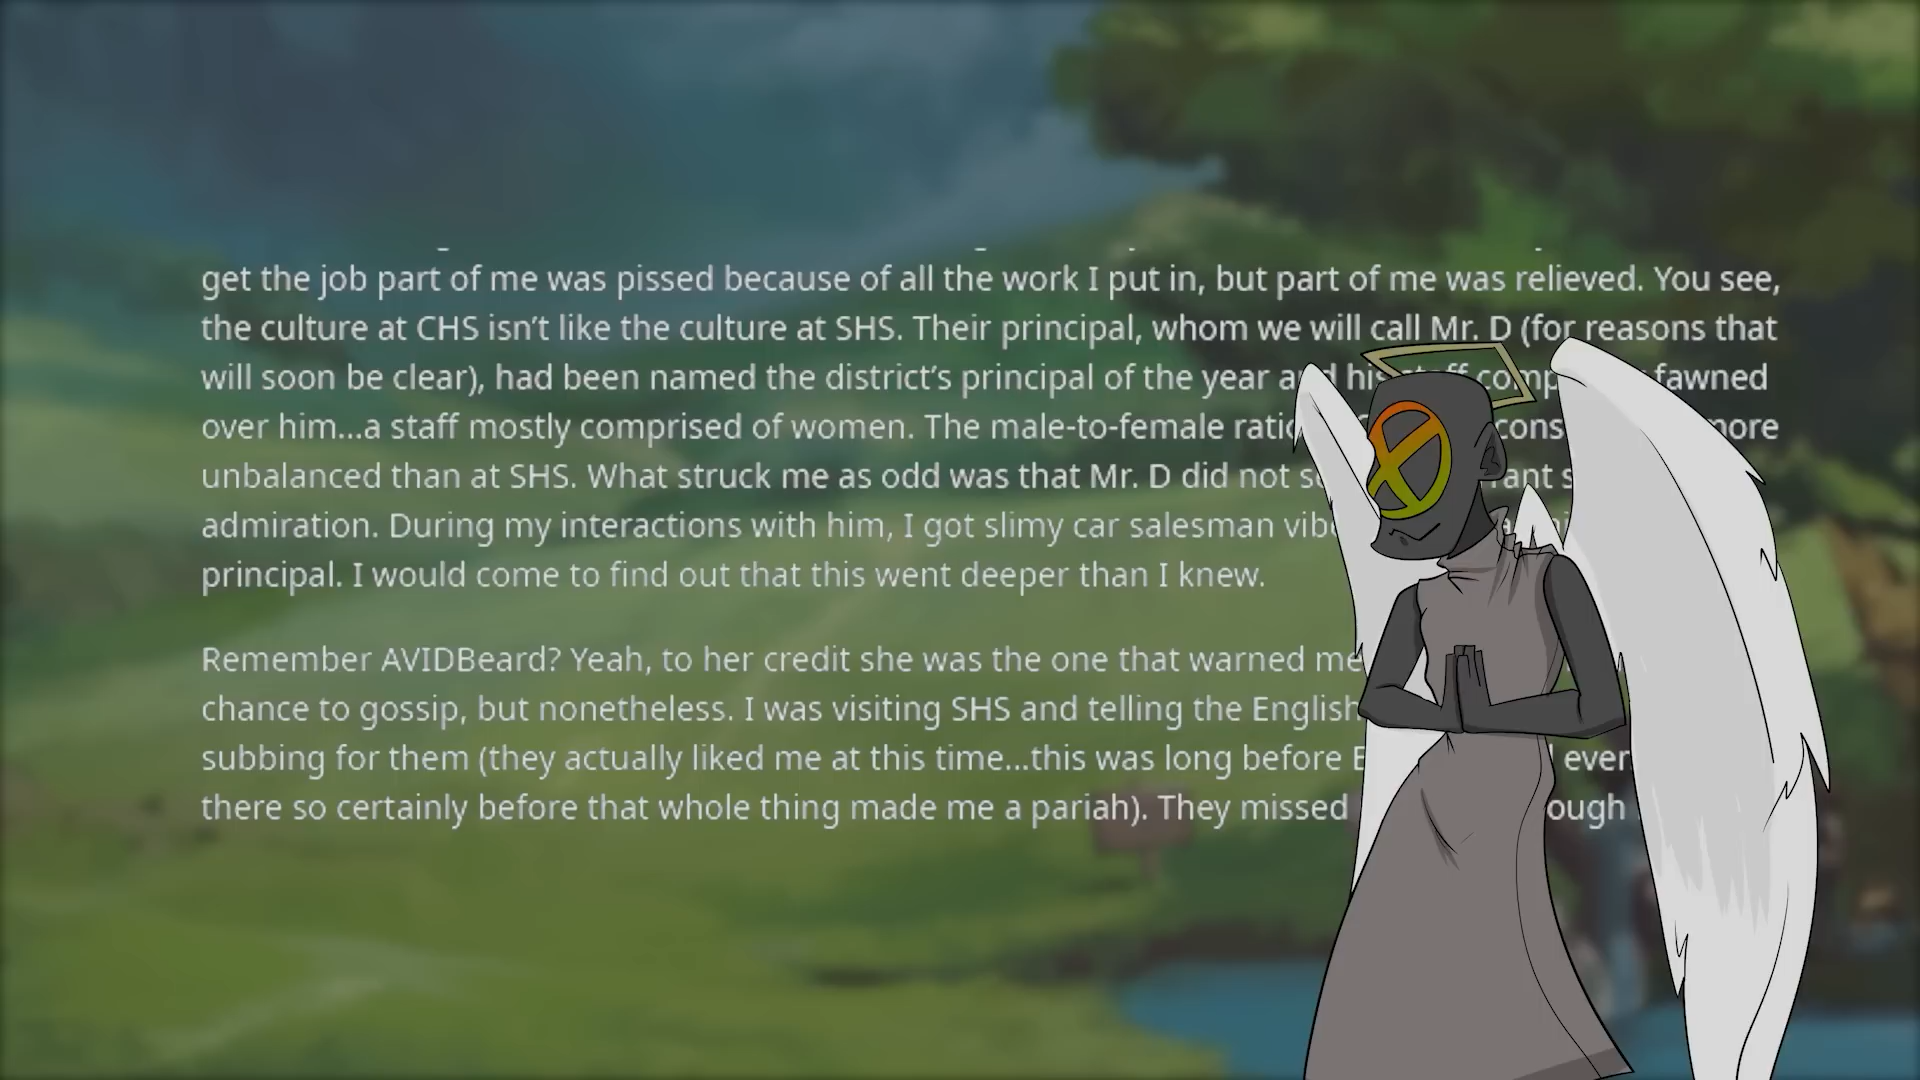 get the job part of me was pissed because of all the work I put in, but part of me was relieved. You see,
the culture at CHS isn't like the culture at SHS. Their principal, whom we will call Mr. D (for reasons that
will soon be clear), had been named the district's principal of the year and his staff fawned
over him...a staff mostly comprised of women. The male-to-female more
unbalanced than at SHS. What struck me as odd was that Mr. D did not
admiration. During my interactions with him, I got slimy car salesman
principal. I would come to find out that this went deeper than I knew.
Remember AVIDBeard? Yeah, to her credit she was the one that warned me
chance to gossip, but nonetheless. I was visiting SHS and telling the English
subbing for them (they actually liked me at this time...this was long before
there so certainly before that whole thing made me a pariah). They missed